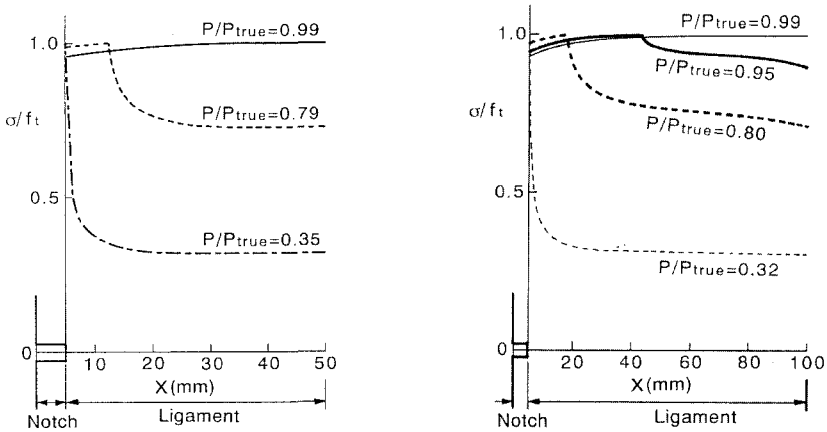 P/Ptrue=0.99
1.0
σ/ft
P/Ptrue=0.79
0.5
P/Ptrue=0.35
0
10 20 30 40 50
X(mm)
Notch Ligament
P/Ptrue=0.99
1.0
P/Ptrue=0.95
σ/ft
P/Ptrue=0.80
0.5
P/Ptrue=0.32
0
20 40 60 80 100
X(mm)
Notch Ligament